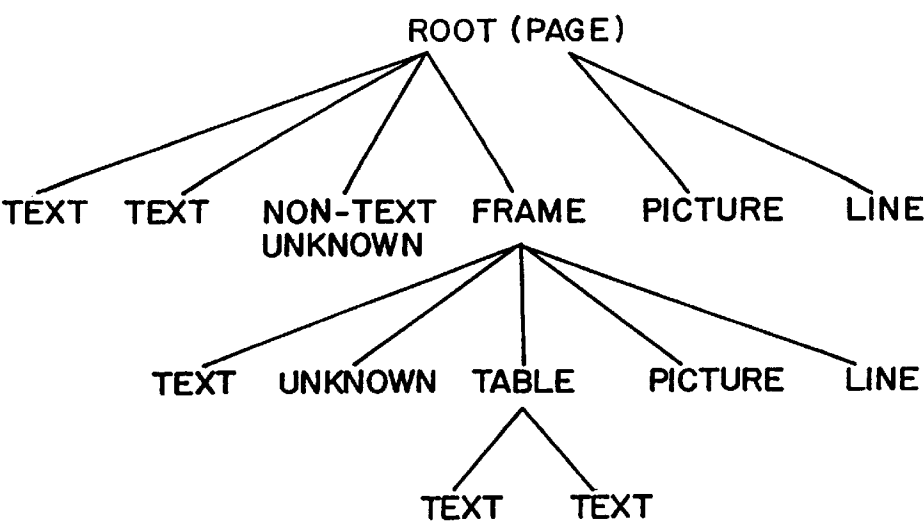 ROOT (PAGE)
TEXT TEXT NON-TEXT FRAME PICTURE LINE
UNKNOWN
TEXT UNKNOWN TABLE PICTURE LINE
TEXT TEXT